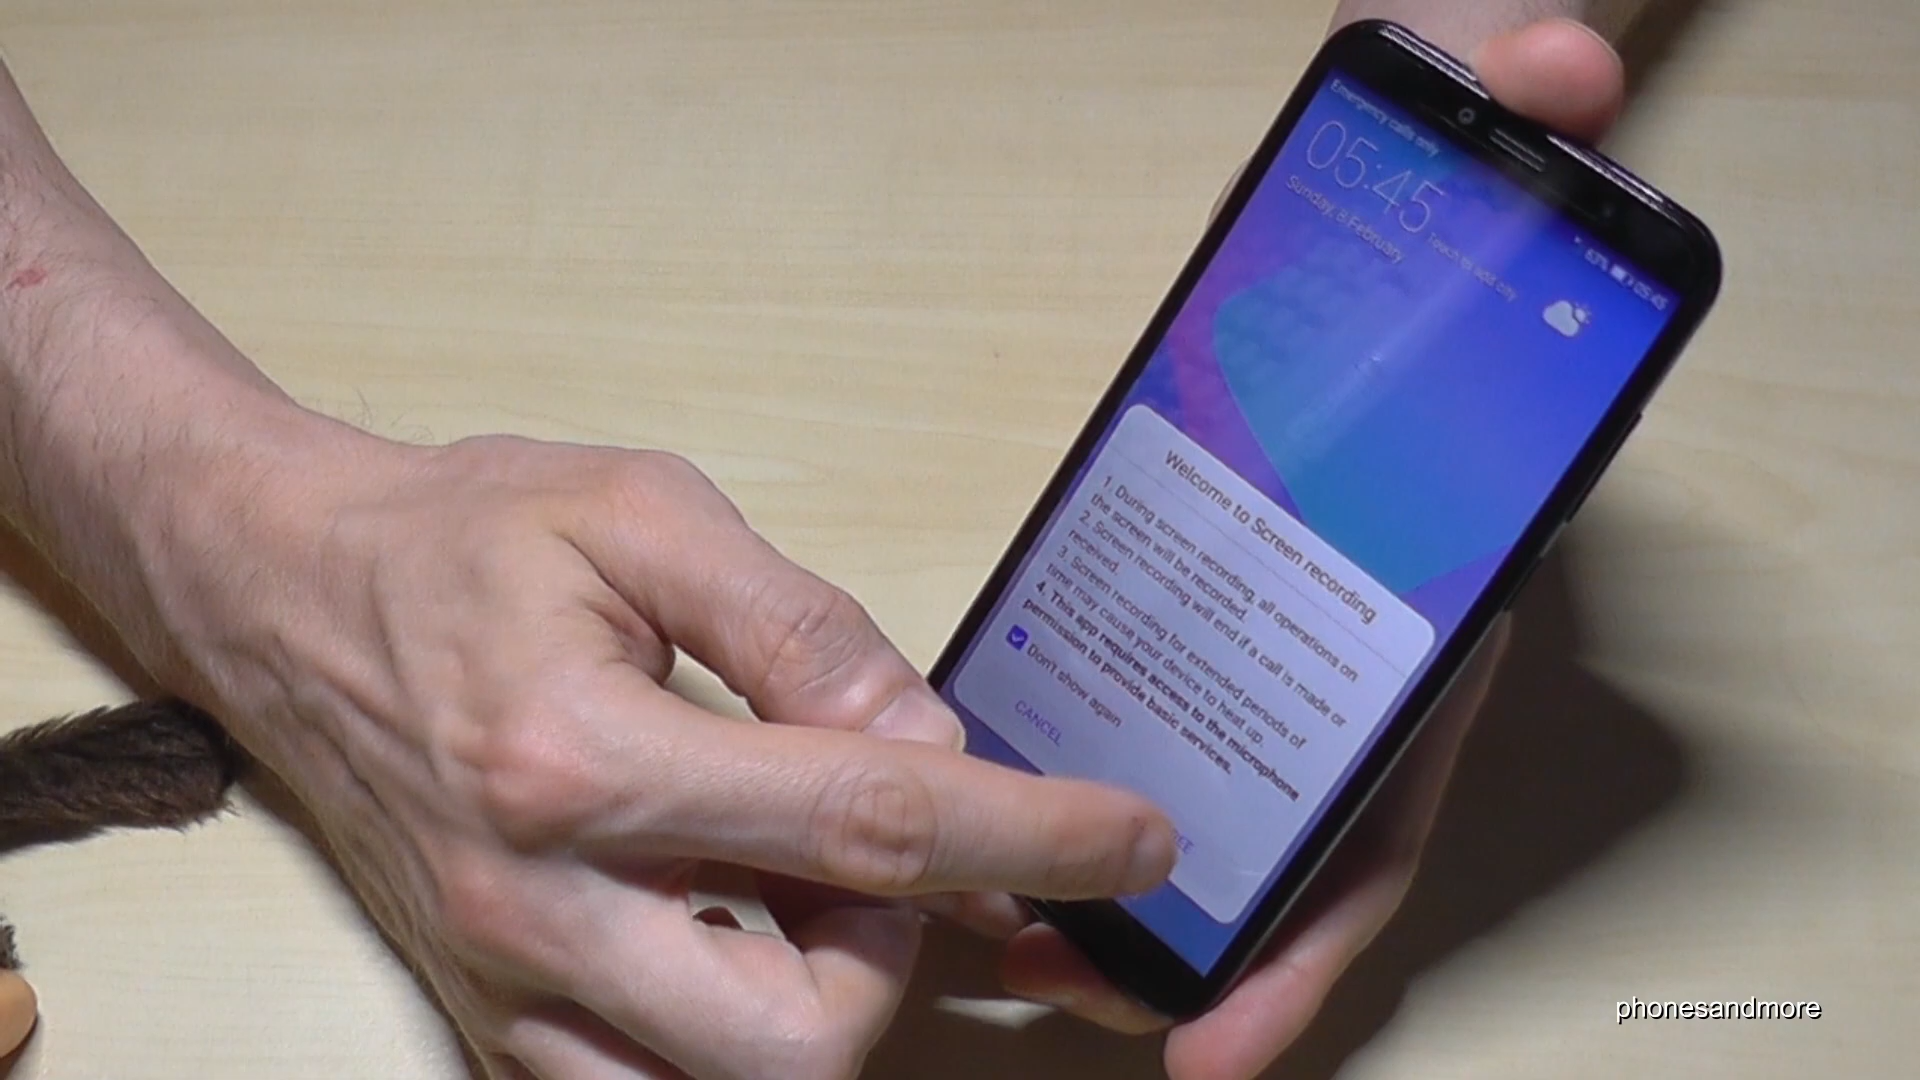 Emergency calls only
63% 05:45
05:45
Touch to add city
Sunday, 8 February
Welcome to Screen recording
1. During screen recording, all operations on
the screen will be recorded.
2. Screen recording will end if a call is made or
received.
3. Screen recording for extended periods of
time may cause your device to heat up.
4. This app requires access to the microphone
permission to provide basic services.
Don't show again
CANCEL
phonesandmore